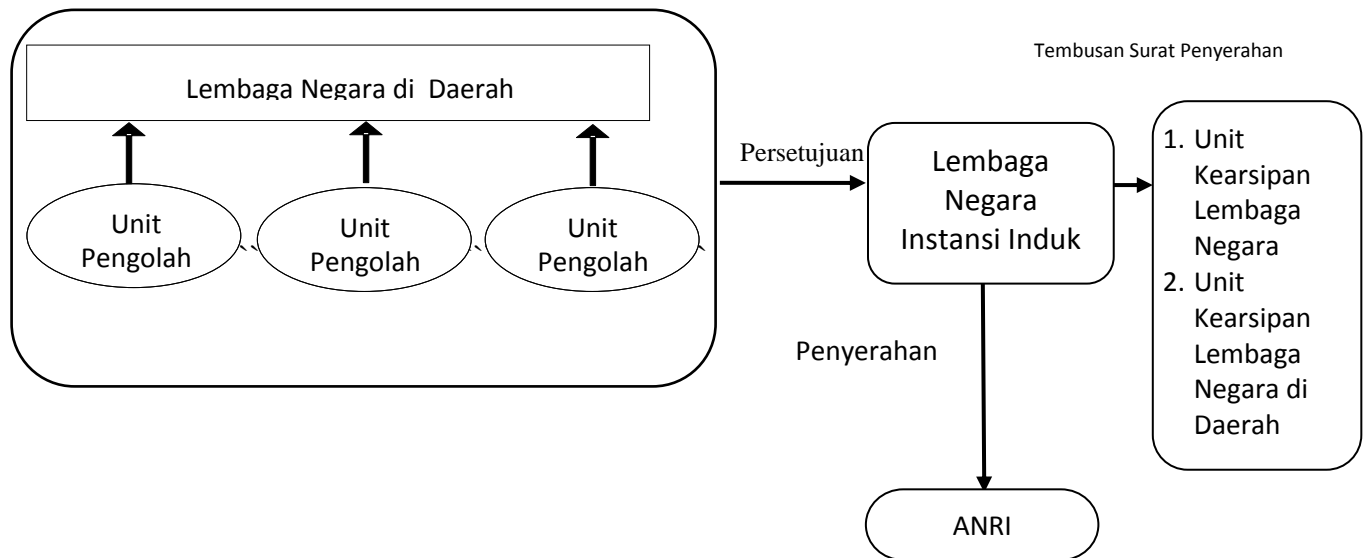 Tembusan Surat Penyerahan
Lembaga Negara di Daerah
Unit
Pengolah
Unit
Pengolah
Unit
Pengolah
Persetujuan
Lembaga
Negara
Instansi Induk
1. Unit
Kearsipan
Lembaga
Negara
2. Unit
Kearsipan
Lembaga
Negara di
Daerah
Penyerahan
ANRI